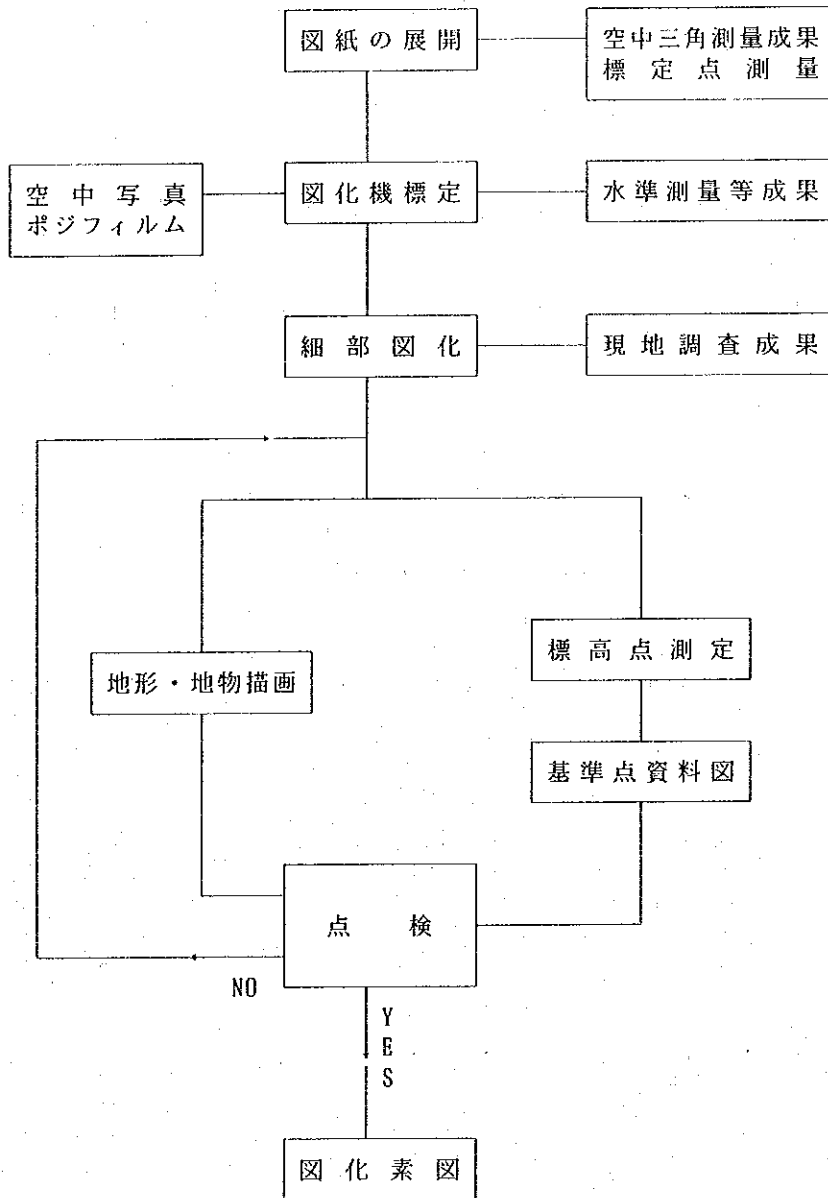 図紙の展開
空中三角測量成果
標定点測量
空中写真
ポジフィルム
図化機標定
水準測量等成果
細部図化
現地調査成果
地形・地物描画
標高点測定
基準点資料図
点検
NO
YES
図化素図